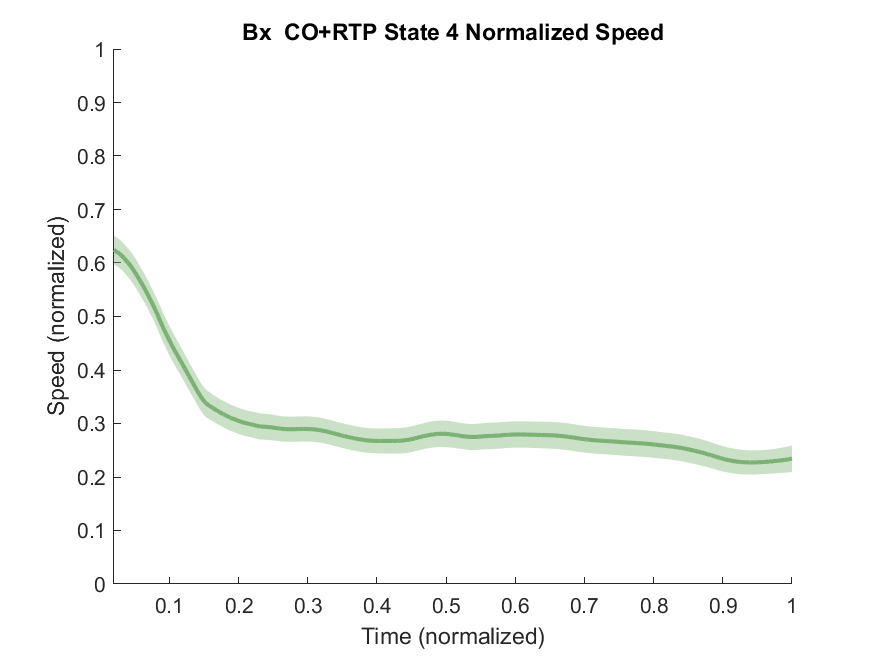 Bx  CO+RTP State 4 Normalized Speed
1
0.9
0.8
0.7
0.6
0.5
0.4
0.3
0.2
0.1
0
Speed (normalized)
0.1 0.2 0.3 0.4 0.5 0.6 0.7 0.8 0.9 1
Time (normalized)